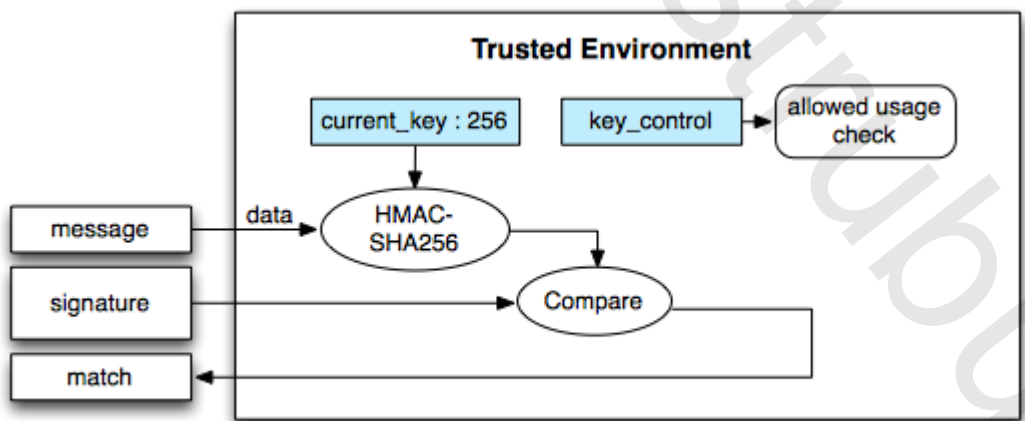 Trusted Environment
current_key : 256
key_control
allowed usage
check
message
data
HMAC-
SHA256
signature
Compare
match